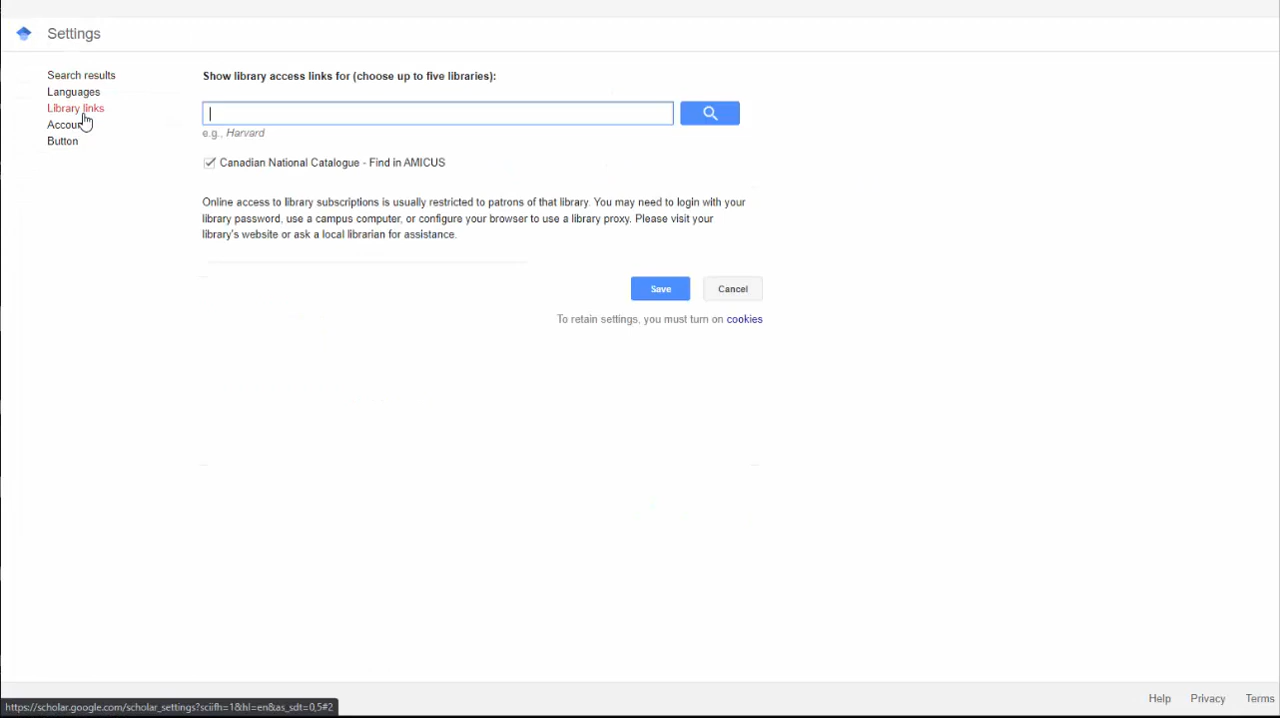 Settings
Search results
Languages
Library links
Accou
Button
Show library access links for (choose up to five libraries):
e.g., Harvard
Canadian National Catalogue - Find in AMICUS
Online access to library subscriptions is usually restricted to patrons of that library. You may need to login with your
library password, use a campus computer, or configure your browser to use a library proxy. Please visit your
library's website or ask a local librarian for assistance.
Save Cancel
To retain settings, you must turn on cookies
Help Privacy Terms
https://scholar.google.com/scholar_settings?sciifh=1&hl=en&as_sdt=0,5#2